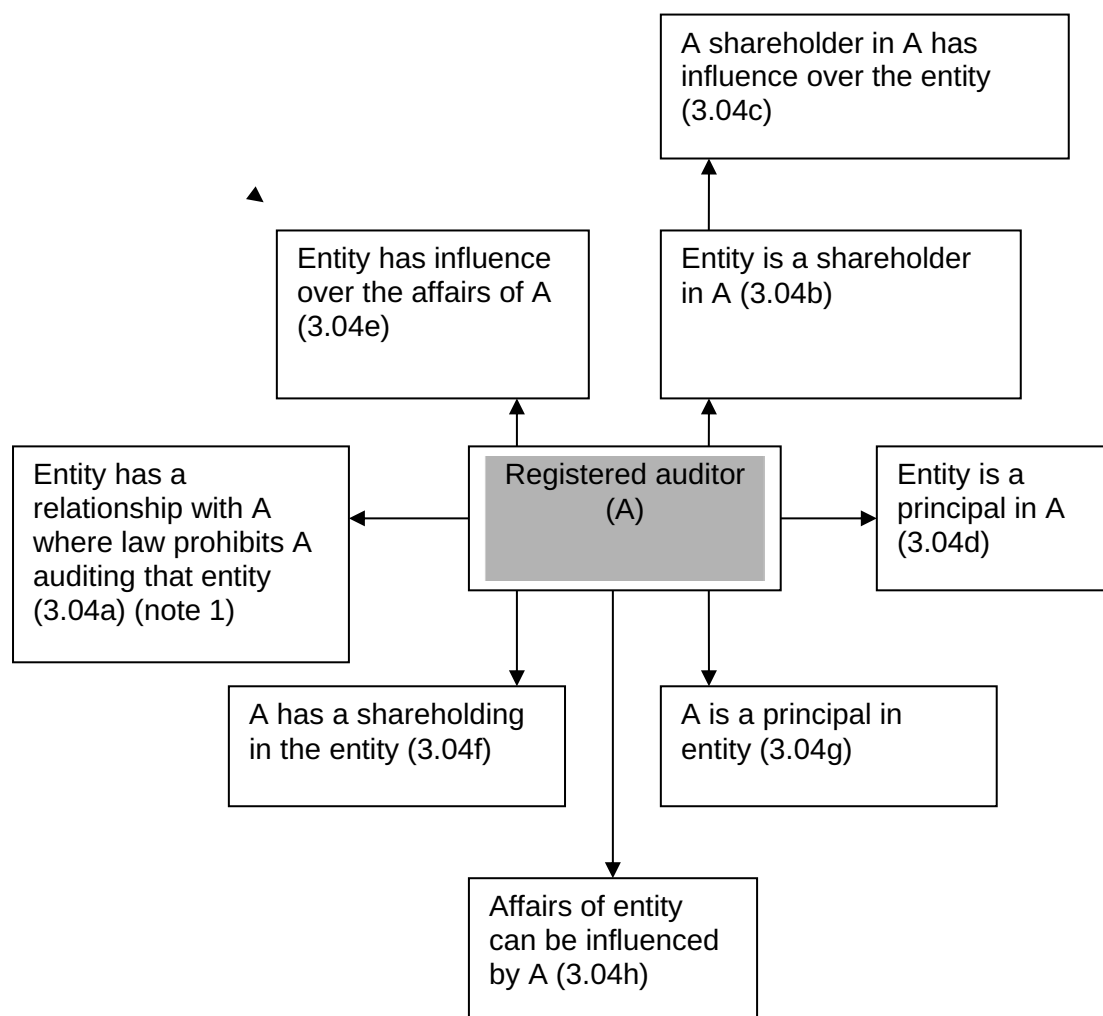 A shareholder in A has
influence over the entity
(3.04c)
Entity has influence
over the affairs of A
(3.04e)
Entity is a shareholder
in A (3.04b)
Entity has a
relationship with A
where law prohibits A
auditing that entity
(3.04a) (note 1)
Registered auditor
(A)
Entity is a
principal in A
(3.04d)
A has a shareholding
in the entity (3.04f)
A is a principal in
entity (3.04g)
Affairs of entity
can be influenced
by A (3.04h)